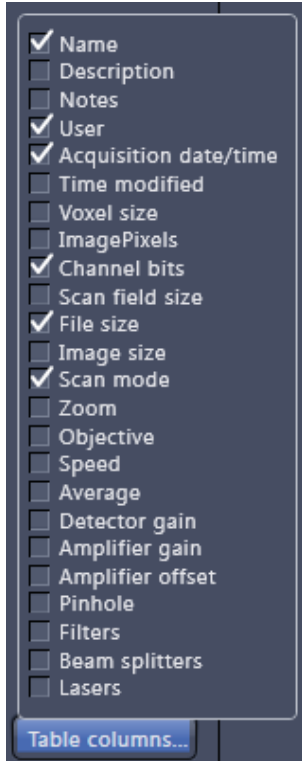 Name
Description
Notes
User
Acquisition date/time
Time modified
Voxel size
ImagePixels
Channel bits
Scan field size
File size
Image size
Scan mode
Zoom
Objective
Speed
Average
Detector gain
Amplifier gain
Amplifier offset
Pinhole
Filters
Beam splitters
Lasers
Table columns...